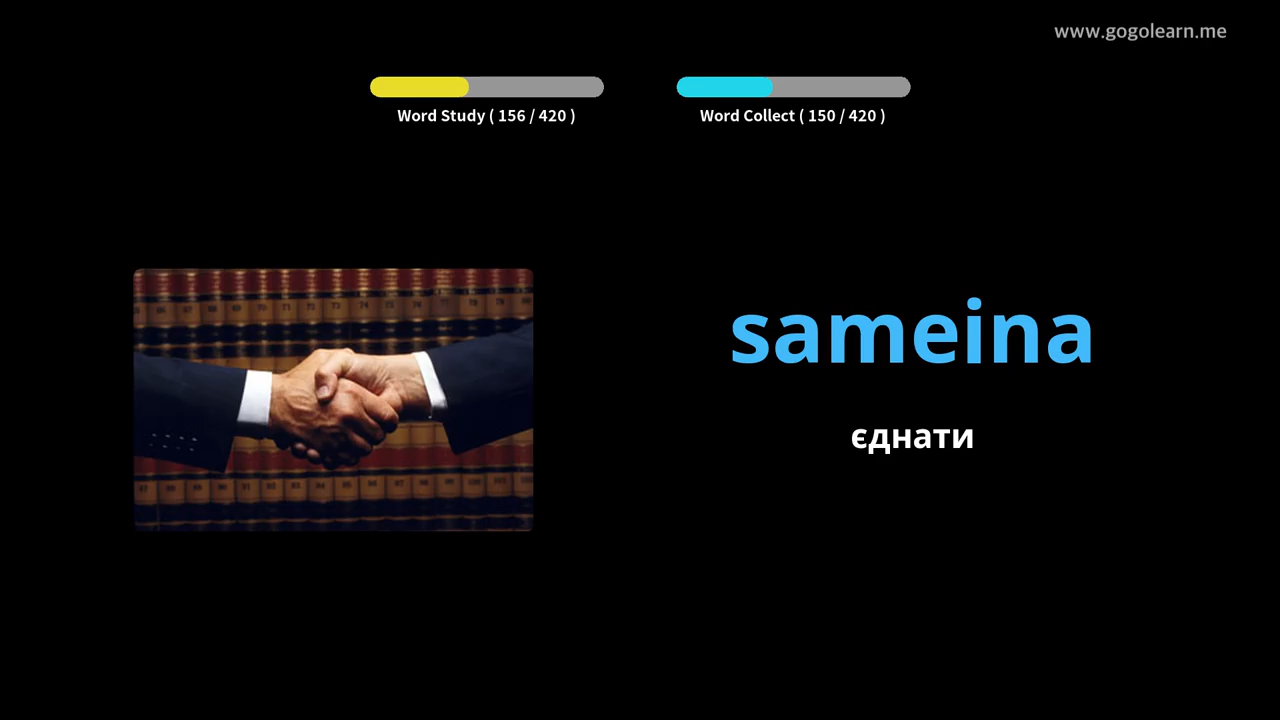 www.gogolearn.me
Word Study ( 156 / 420 )
Word Collect ( 150 / 420 )
sameina
єднати